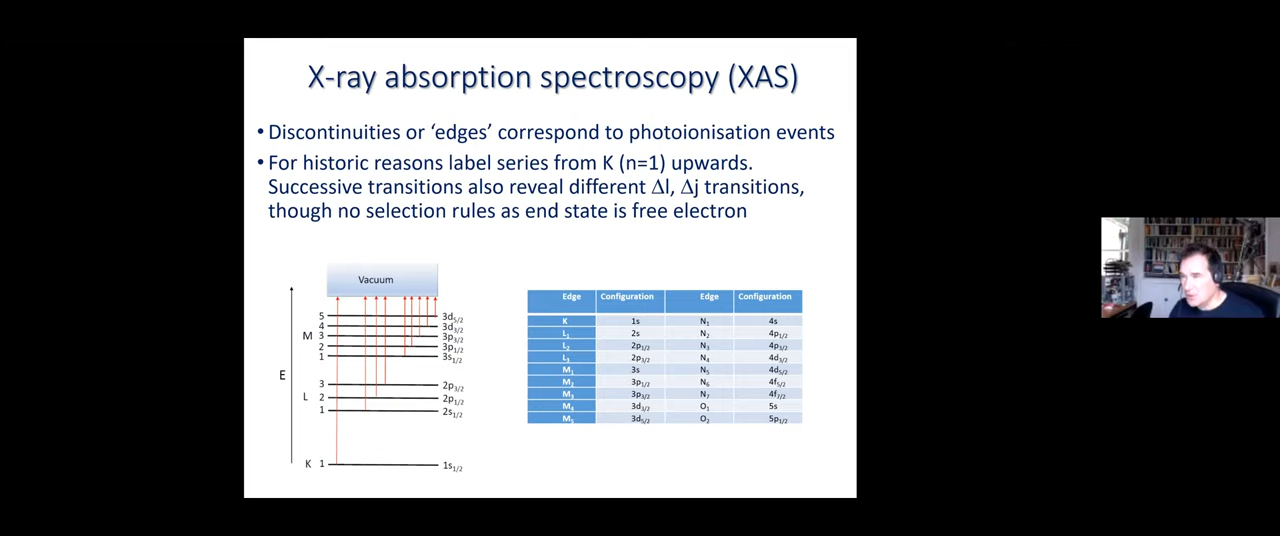 X-ray absorption spectroscopy (XAS)
• Discontinuities or ‘edges’ correspond to photoionisation events
• For historic reasons label series from K (n=1) upwards.
Successive transitions also reveal different Δl, Δj transitions,
though no selection rules as end state is free electron
Vacuum
5 3d5/2
4 3d3/2
M 3 3p3/2
2 3p1/2
1 3s1/2
E
3 2p3/2
L 2 2p1/2
1 2s1/2
K 1 1s1/2
Edge Configuration Edge Configuration
K 1s N1 4s
L1 2s N2 4p1/2
L2 2p1/2 N3 4p3/2
L3 2p3/2 N4 4d3/2
M1 3s N5 4d5/2
M2 3p1/2 N6 4f5/2
M3 3p3/2 N7 4f7/2
M4 3d3/2 O1 5s
M5 3d5/2 O2 5p1/2